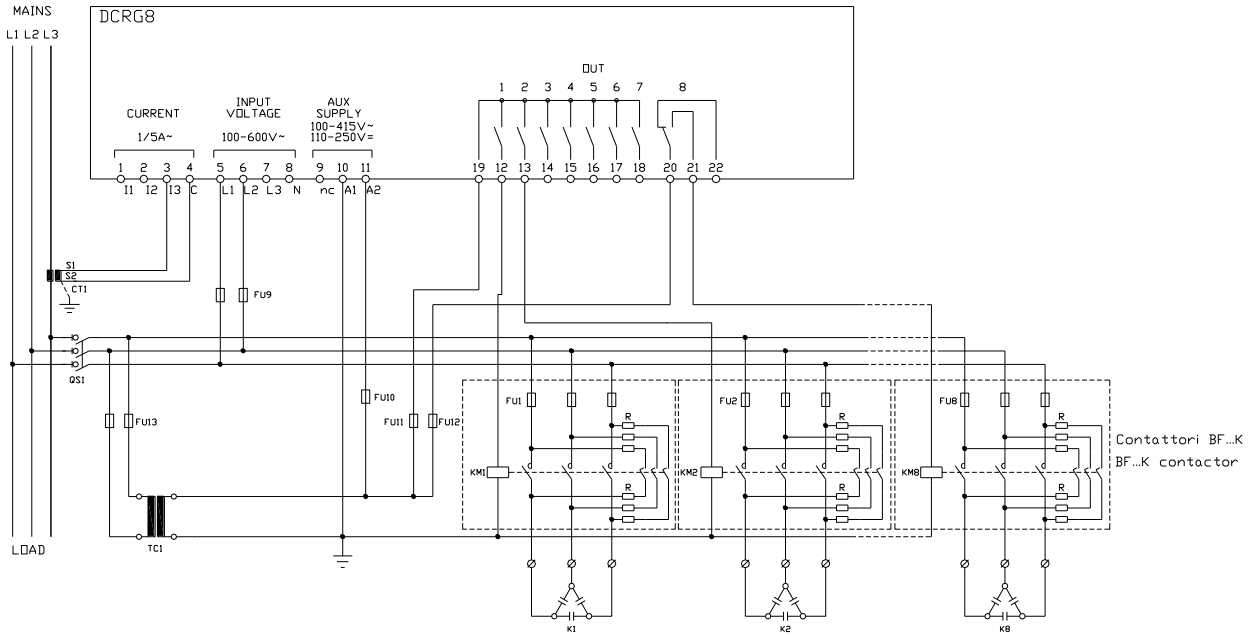 MAINS
L1 L2 L3
DCRG8
OUT
1 2 3 4 5 6 7 8
CURRENT
1/5A~
INPUT
VOLTAGE
100-600V~
AUX
SUPPLY
100-415V~
110-250V=
1 2 3 4 5 6 7 8 9 10 11 19 12 13 14 15 16 17 18 20 21 22
I1 I2 I3 C L1 L2 L3 N nc A1 A2
S1
S2
CT1
FU9
QS1
FU10
FU13
FU11
FU12
FU1
FU2
FU8
R
R
R
KM1
KM2
KM8
R
R
R
Contattori BF...K
BF...K contactor
LOAD
TC1
K1
K2
K8